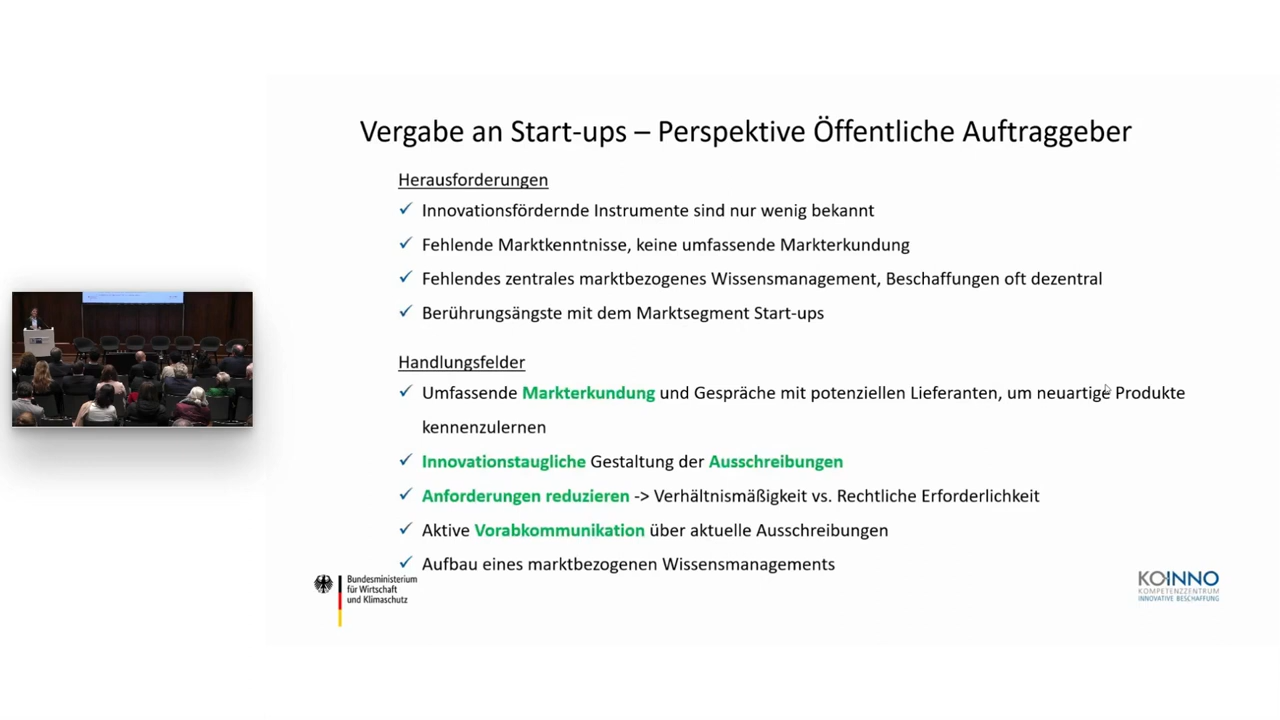 Vergabe an Start-ups – Perspektive Öffentliche Auftraggeber
Herausforderungen
✓ Innovationsfördernde Instrumente sind nur wenig bekannt
✓ Fehlende Marktkenntnisse, keine umfassende Markterkundung
✓ Fehlendes zentrales marktbezogenes Wissensmanagement, Beschaffungen oft dezentral
✓ Berührungsängste mit dem Marktsegment Start-ups
Handlungsfelder
✓ Umfassende Markterkundung und Gespräche mit potenziellen Lieferanten, um neuartige Produkte
kennenzulernen
✓ Innovationstaugliche Gestaltung der Ausschreibungen
✓ Anforderungen reduzieren -> Verhältnismäßigkeit vs. Rechtliche Erforderlichkeit
✓ Aktive Vorabkommunikation über aktuelle Ausschreibungen
✓ Aufbau eines marktbezogenen Wissensmanagements
Bundesministerium
für Wirtschaft
und Klimaschutz
KOINNO
KOMPETENZZENTRUM
INNOVATIVE BESCHAFFUNG